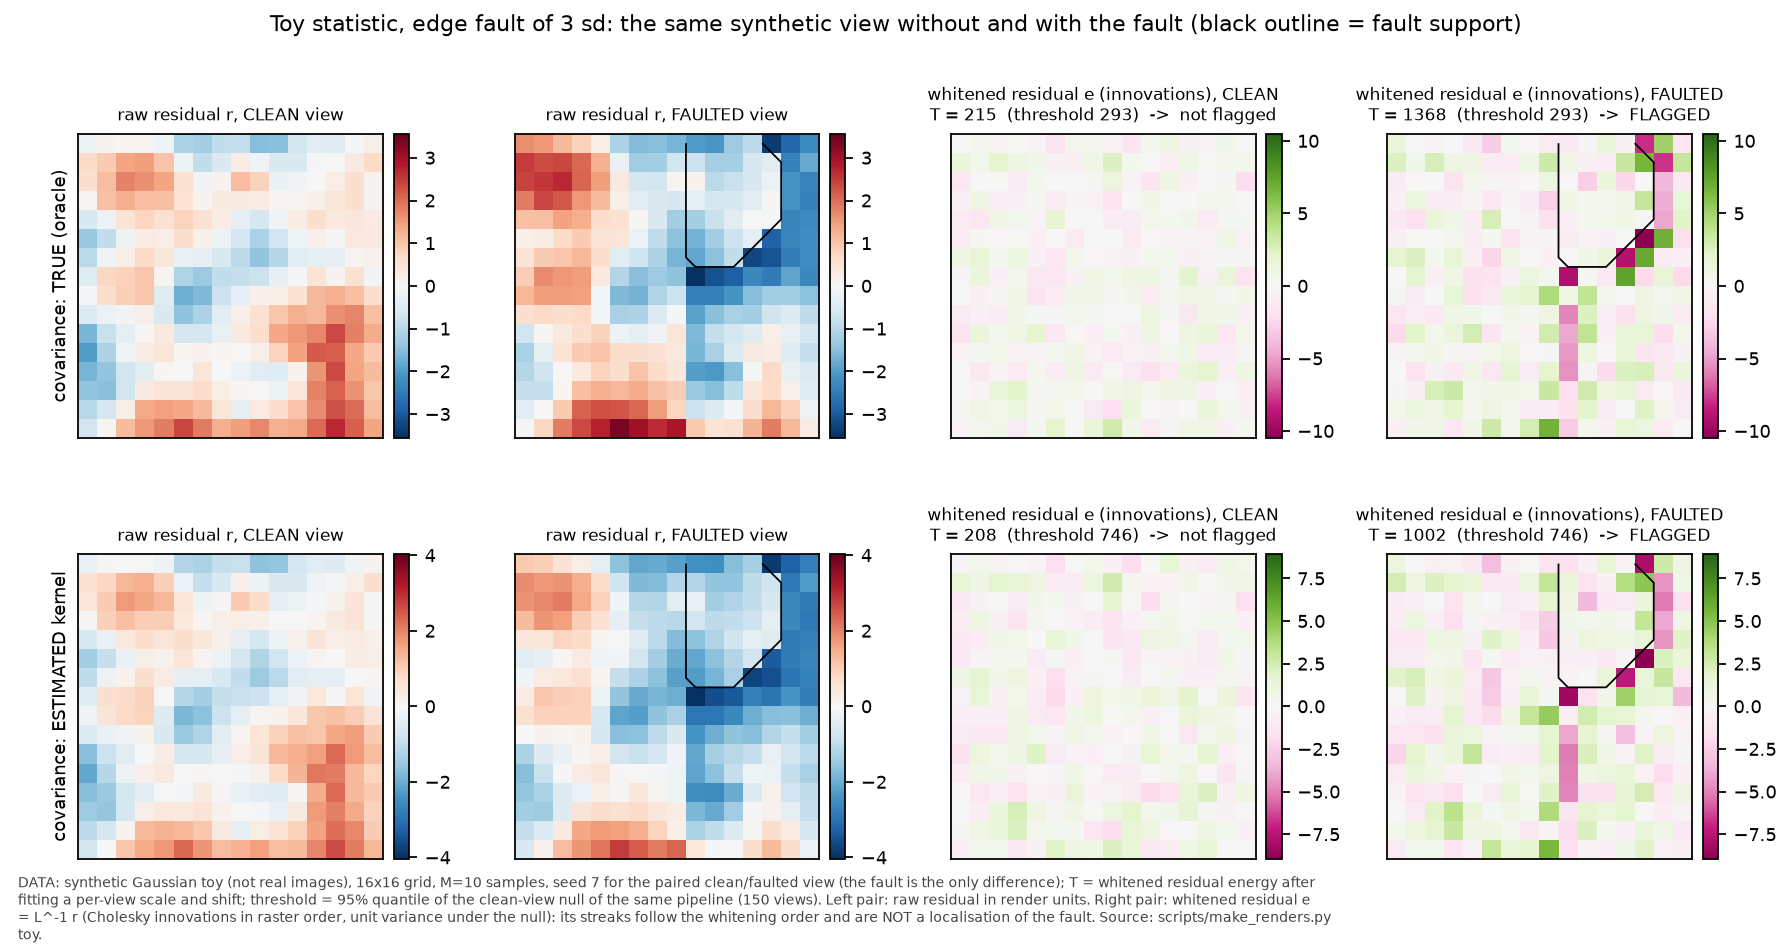 Toy statistic, edge fault of 3 sd: the same synthetic view without and with the fault (black outline = fault support)
raw residual r, CLEAN view
raw residual r, FAULTED view
whitened residual e (innovations), CLEAN
T = 215 (threshold 293) -> not flagged
whitened residual e (innovations), FAULTED
T = 1368 (threshold 293) -> FLAGGED
covariance: TRUE (oracle)
3
2
1
0
−1
−2
−3
3
2
1
0
−1
−2
−3
10
5
0
−5
−10
10
5
0
−5
−10
raw residual r, CLEAN view
raw residual r, FAULTED view
whitened residual e (innovations), CLEAN
T = 208 (threshold 746) -> not flagged
whitened residual e (innovations), FAULTED
T = 1002 (threshold 746) -> FLAGGED
covariance: ESTIMATED kernel
4
2
0
−2
−4
4
2
0
−2
−4
7.5
5.0
2.5
0.0
−2.5
−5.0
−7.5
7.5
5.0
2.5
0.0
−2.5
−5.0
−7.5
DATA: synthetic Gaussian toy (not real images), 16x16 grid, M=10 samples, seed 7 for the paired clean/faulted view (the fault is the only difference); T = whitened residual energy after
fitting a per-view scale and shift; threshold = 95% quantile of the clean-view null of the same pipeline (150 views). Left pair: raw residual in render units. Right pair: whitened residual e
= L^-1 r (Cholesky innovations in raster order, unit variance under the null): its streaks follow the whitening order and are NOT a localisation of the fault. Source: scripts/make_renders.py
toy.